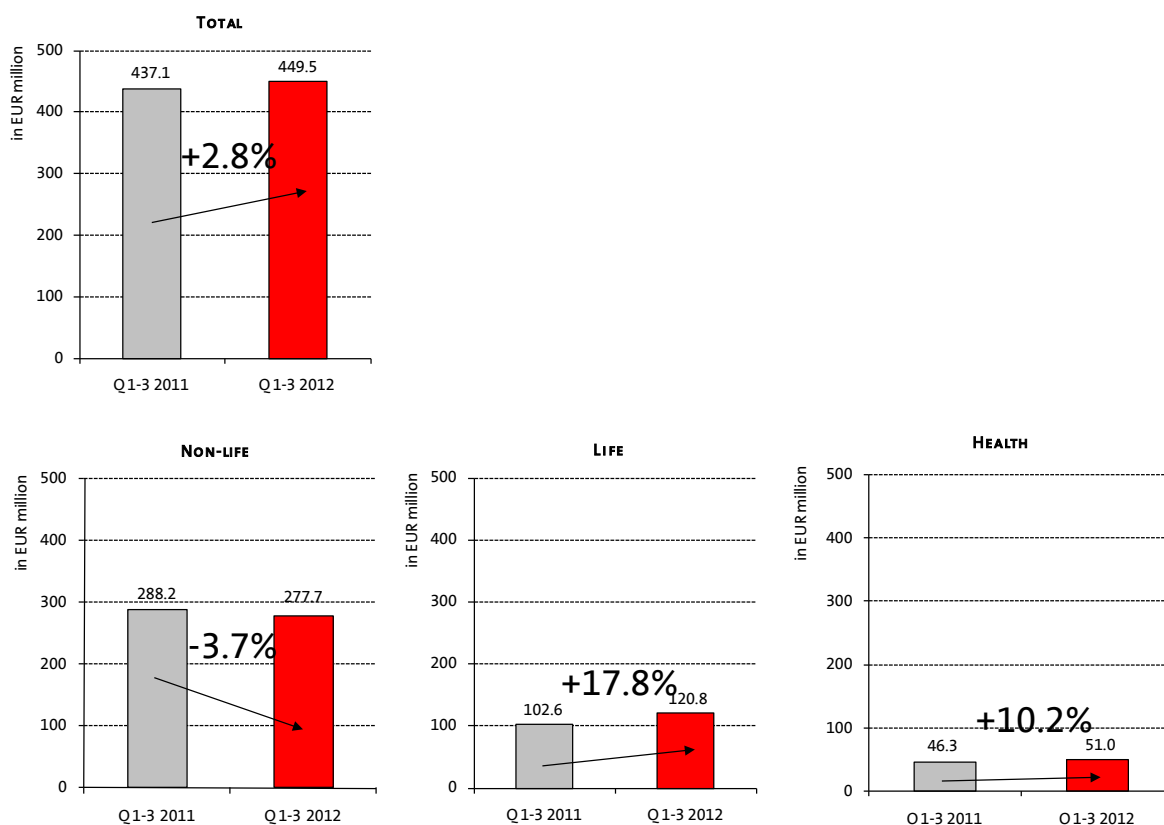 TOTAL
in EUR million
500
400
300
200
100
0
437.1
449.5
+2.8%
Q1-3 2011
Q1-3 2012
NON-LIFE
in EUR million
500
400
300
200
100
0
288.2
277.7
-3.7%
Q1-3 2011
Q1-3 2012
LIFE
in EUR million
500
400
300
200
100
0
102.6
120.8
+17.8%
Q1-3 2011
Q1-3 2012
HEALTH
in EUR million
500
400
300
200
100
0
46.3
51.0
+10.2%
Q1-3 2011
Q1-3 2012